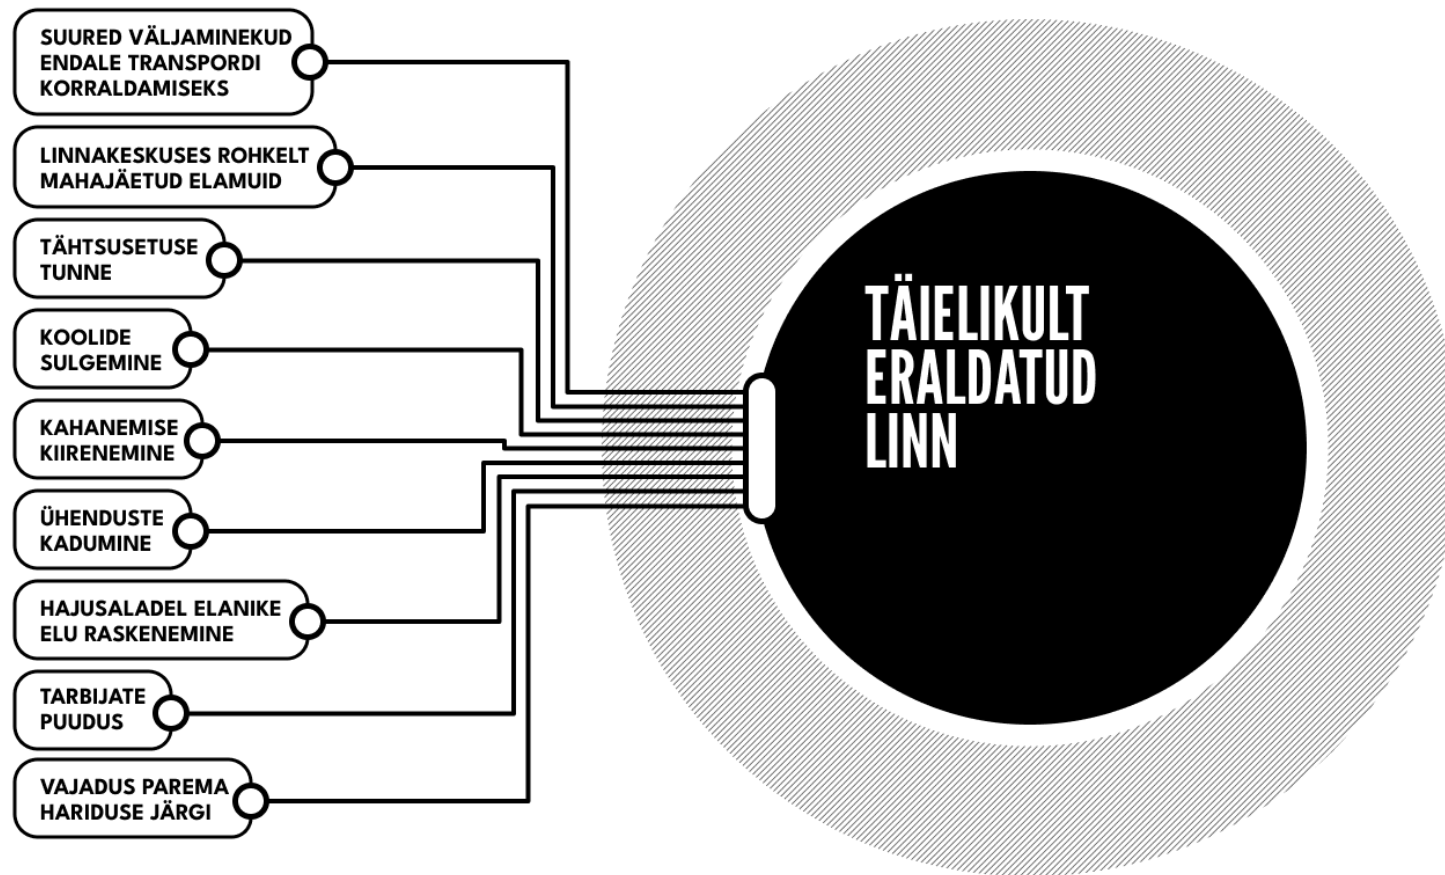 SUURED VÄLJAMINEKUD
ENDALE TRANSPORDI
KORRALDAMISEKS
LINNAKESKUSES ROHKELT
MAHAJÄETUD ELAMUID
TÄHTSUSETUSE
TUNNE
KOOLIDE
SULGEMINE
KAHANEMISE
KIIRENEMINE
ÜHENDUSTE
KADUMINE
HAJUSALADEL ELANIKE
ELU RASKENEMINE
TARBIJATE
PUUDUS
VAJADUS PAREMA
HARIDUSE JÄRGI
TÄIELIKULT
ERALDATUD
LINN